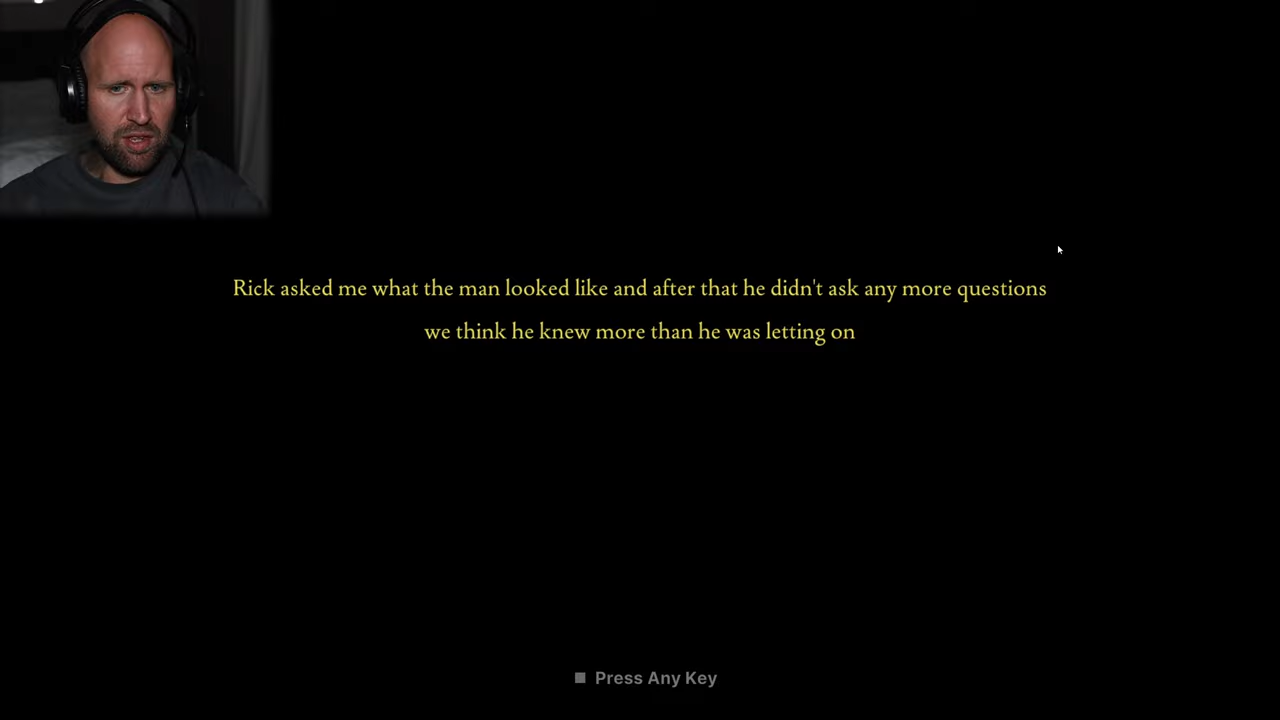 Rick asked me what the man looked like and after that he didn't ask any more questions
we think he knew more than he was letting on
Press Any Key